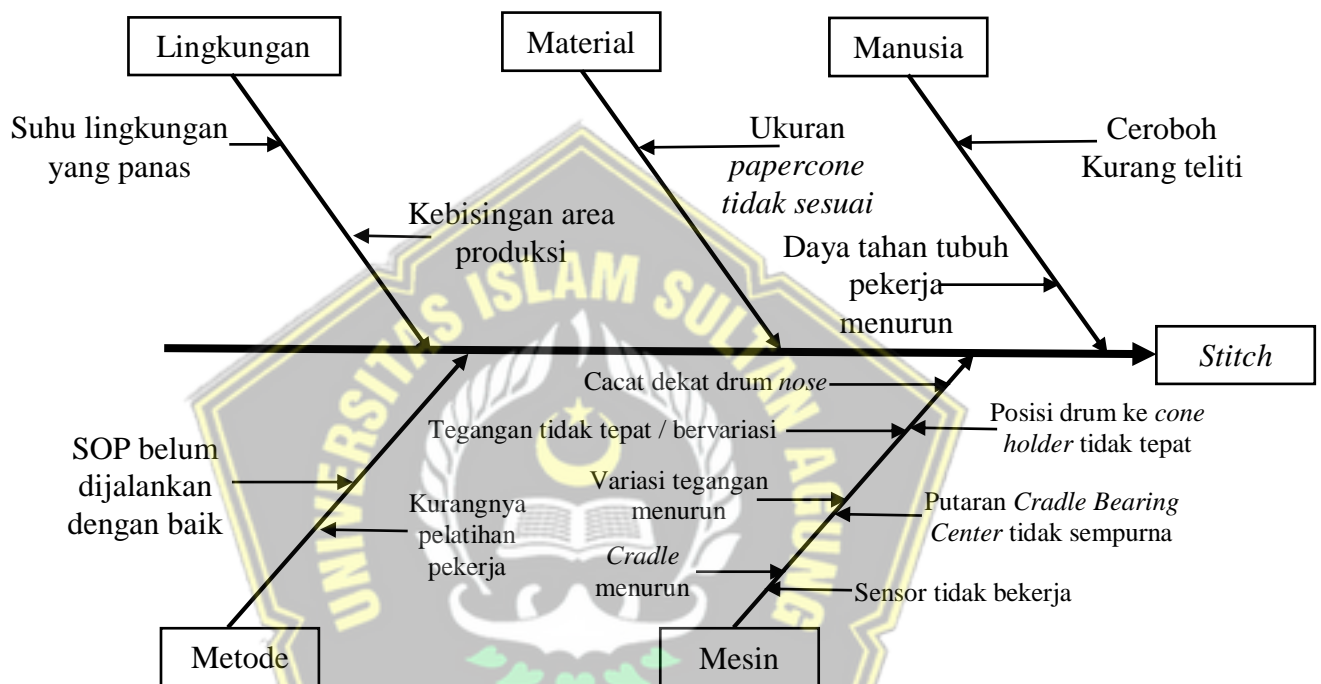 Lingkungan
Material
Manusia
Suhu lingkungan
yang panas
Ukuran
papercone
tidak sesuai
Ceroboh
Kurang teliti
Kebisingan area
produksi
Daya tahan tubuh
pekerja
menurun
UNIVERSITAS ISLAM SULTAN AGUNG
Stitch
Cacat dekat drum nose
Tegangan tidak tepat / bervariasi
Posisi drum ke cone
holder tidak tepat
SOP belum
dijalankan
dengan baik
Kurangnya
pelatihan
pekerja
Variasi tegangan
menurun
Putaran Cradle Bearing
Center tidak sempurna
Cradle
menurun
Sensor tidak bekerja
Metode
Mesin